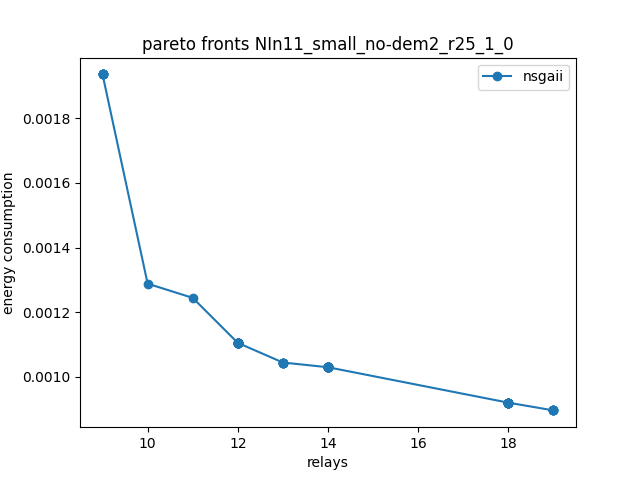 pareto fronts NIn11_small_no-dem2_r25_1_0
nsgaii
energy consumption
0.0018
0.0016
0.0014
0.0012
0.0010
10 12 14 16 18
relays